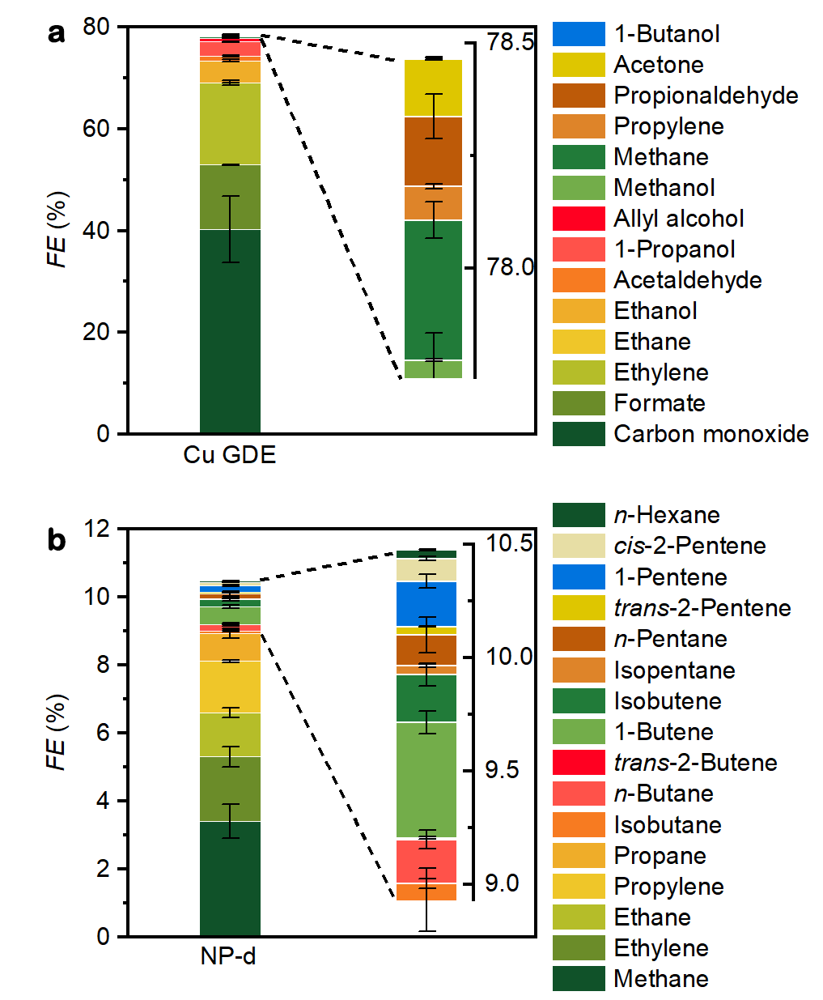 a
80
60
40
20
0
FE (%)
Cu GDE
78.5
78.0
1-Butanol
Acetone
Propionaldehyde
Propylene
Methane
Methanol
Allyl alcohol
1-Propanol
Acetaldehyde
Ethanol
Ethane
Ethylene
Formate
Carbon monoxide
b
12
10
8
6
4
2
0
FE (%)
NP-d
10.5
10.0
9.5
9.0
n-Hexane
cis-2-Pentene
1-Pentene
trans-2-Pentene
n-Pentane
Isopentane
Isobutene
1-Butene
trans-2-Butene
n-Butane
Isobutane
Propane
Propylene
Ethane
Ethylene
Methane